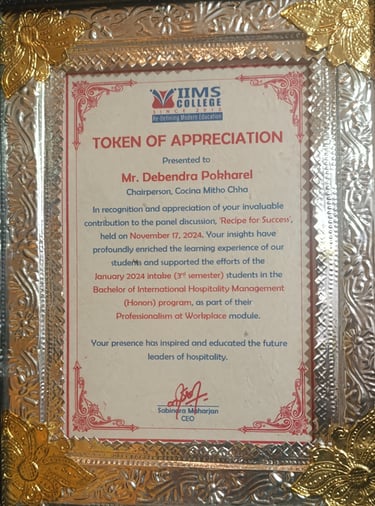 IIMS
COLLEGE
SINCE 2012
Re-Defining Modern Education
TOKEN OF APPRECIATION
Presented to
Mr. Debendra Pokharel
Chairperson, Cocina Mitho Chha
In recognition and appreciation of your invaluable
contribution to the panel discussion, 'Recipe for Success',
held on November 17, 2024. Your insights have
profoundly enriched the learning experience of our
students and supported the efforts of the
January 2024 intake (3rd semester) students in the
Bachelor of International Hospitality Management
(Honors) program, as part of their
Professionalism at Workplace module.
Your presence has inspired and educated the future
leaders of hospitality.
Sabindra Maharjan
CEO